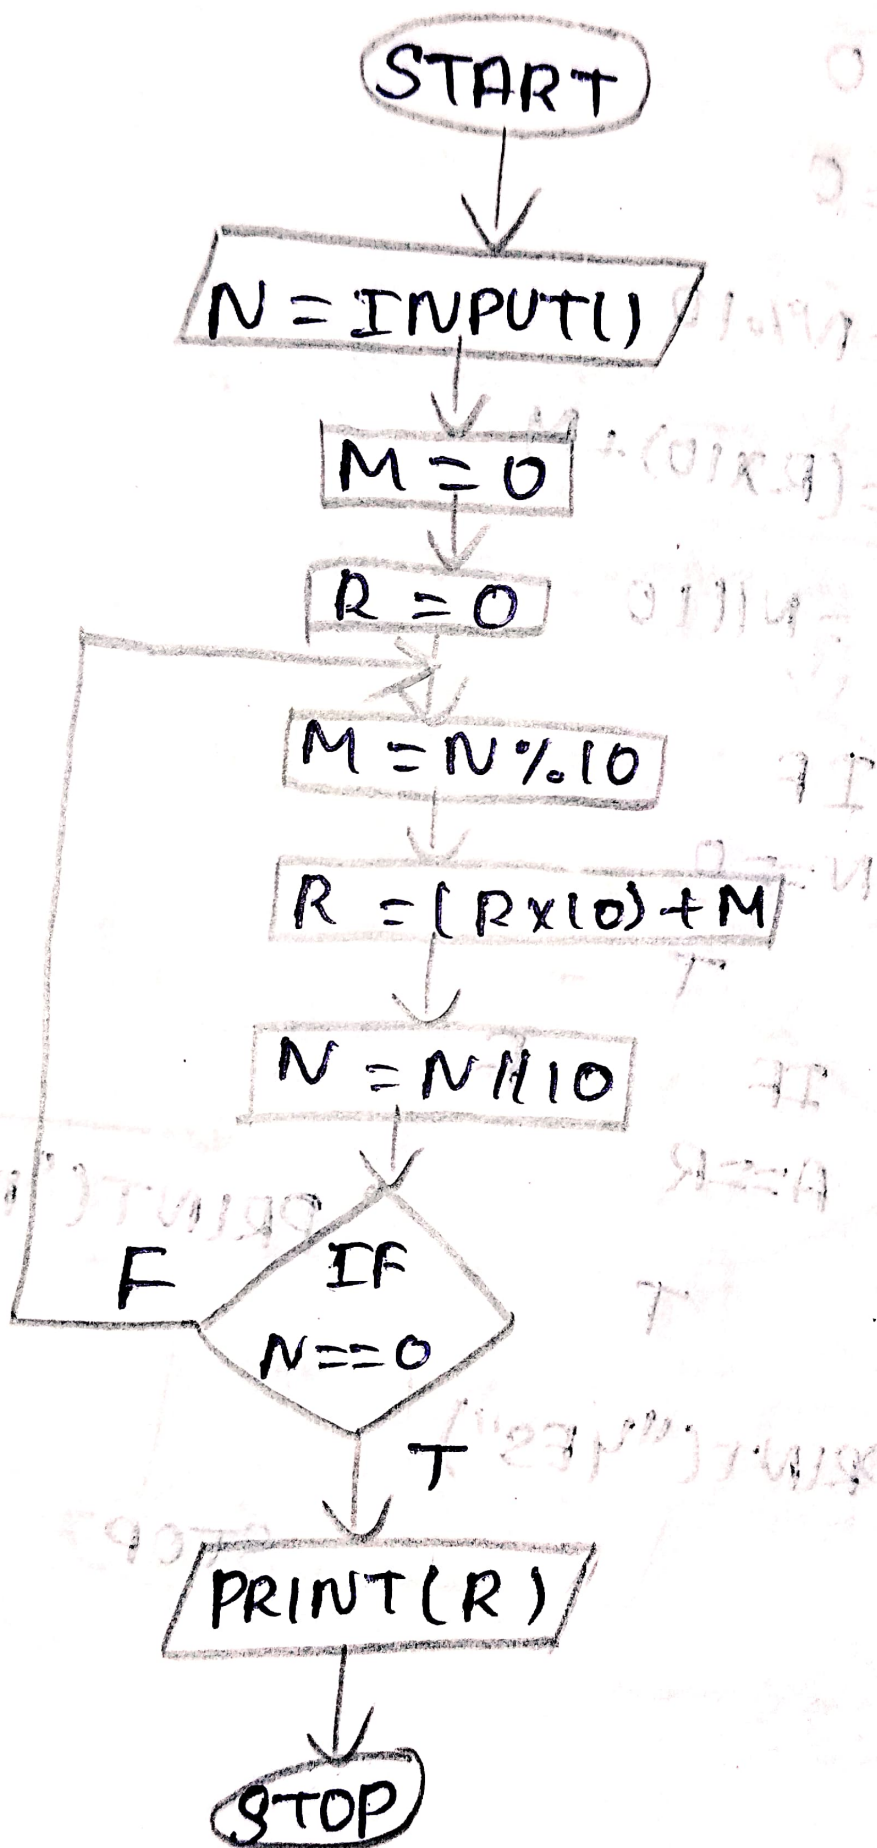 START
N = INPUT()
M = 0
R = 0
M = N % 10
R = (R x 10) + M
N = N // 10
F
IF
N == 0
T
PRINT(R)
STOP